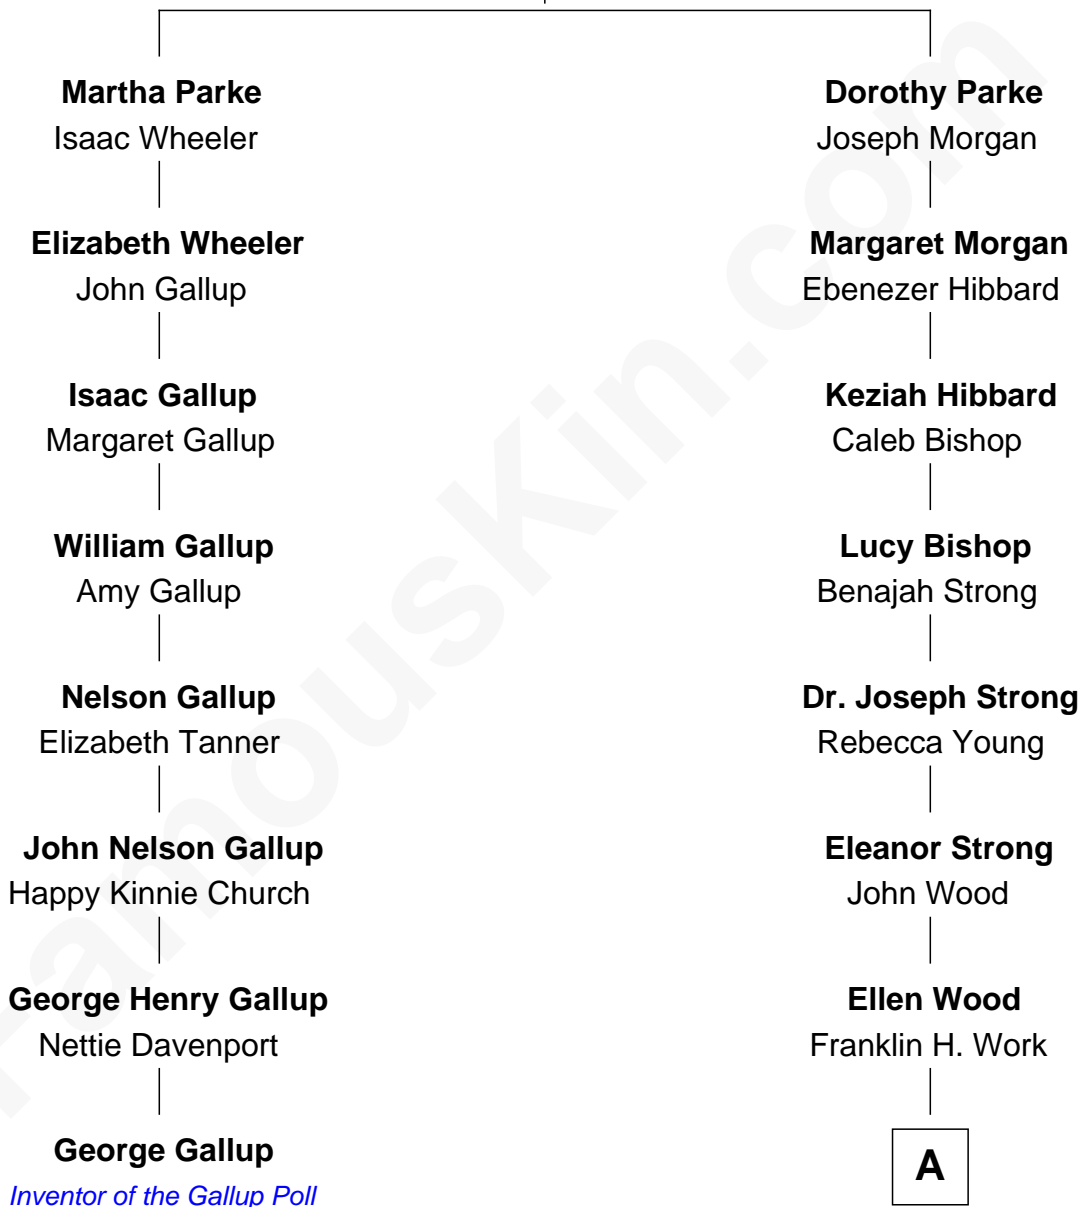 Martha Parke
Isaac Wheeler
Elizabeth Wheeler
John Gallup
Isaac Gallup
Margaret Gallup
William Gallup
Amy Gallup
Nelson Gallup
Elizabeth Tanner
John Nelson Gallup
Happy Kinnie Church
George Henry Gallup
Nettie Davenport
George Gallup
Inventor of the Gallup Poll
Dorothy Parke
Joseph Morgan
Margaret Morgan
Ebenezer Hibbard
Keziah Hibbard
Caleb Bishop
Lucy Bishop
Benajah Strong
Dr. Joseph Strong
Rebecca Young
Eleanor Strong
John Wood
Ellen Wood
Franklin H. Work
A
FamousKin.com